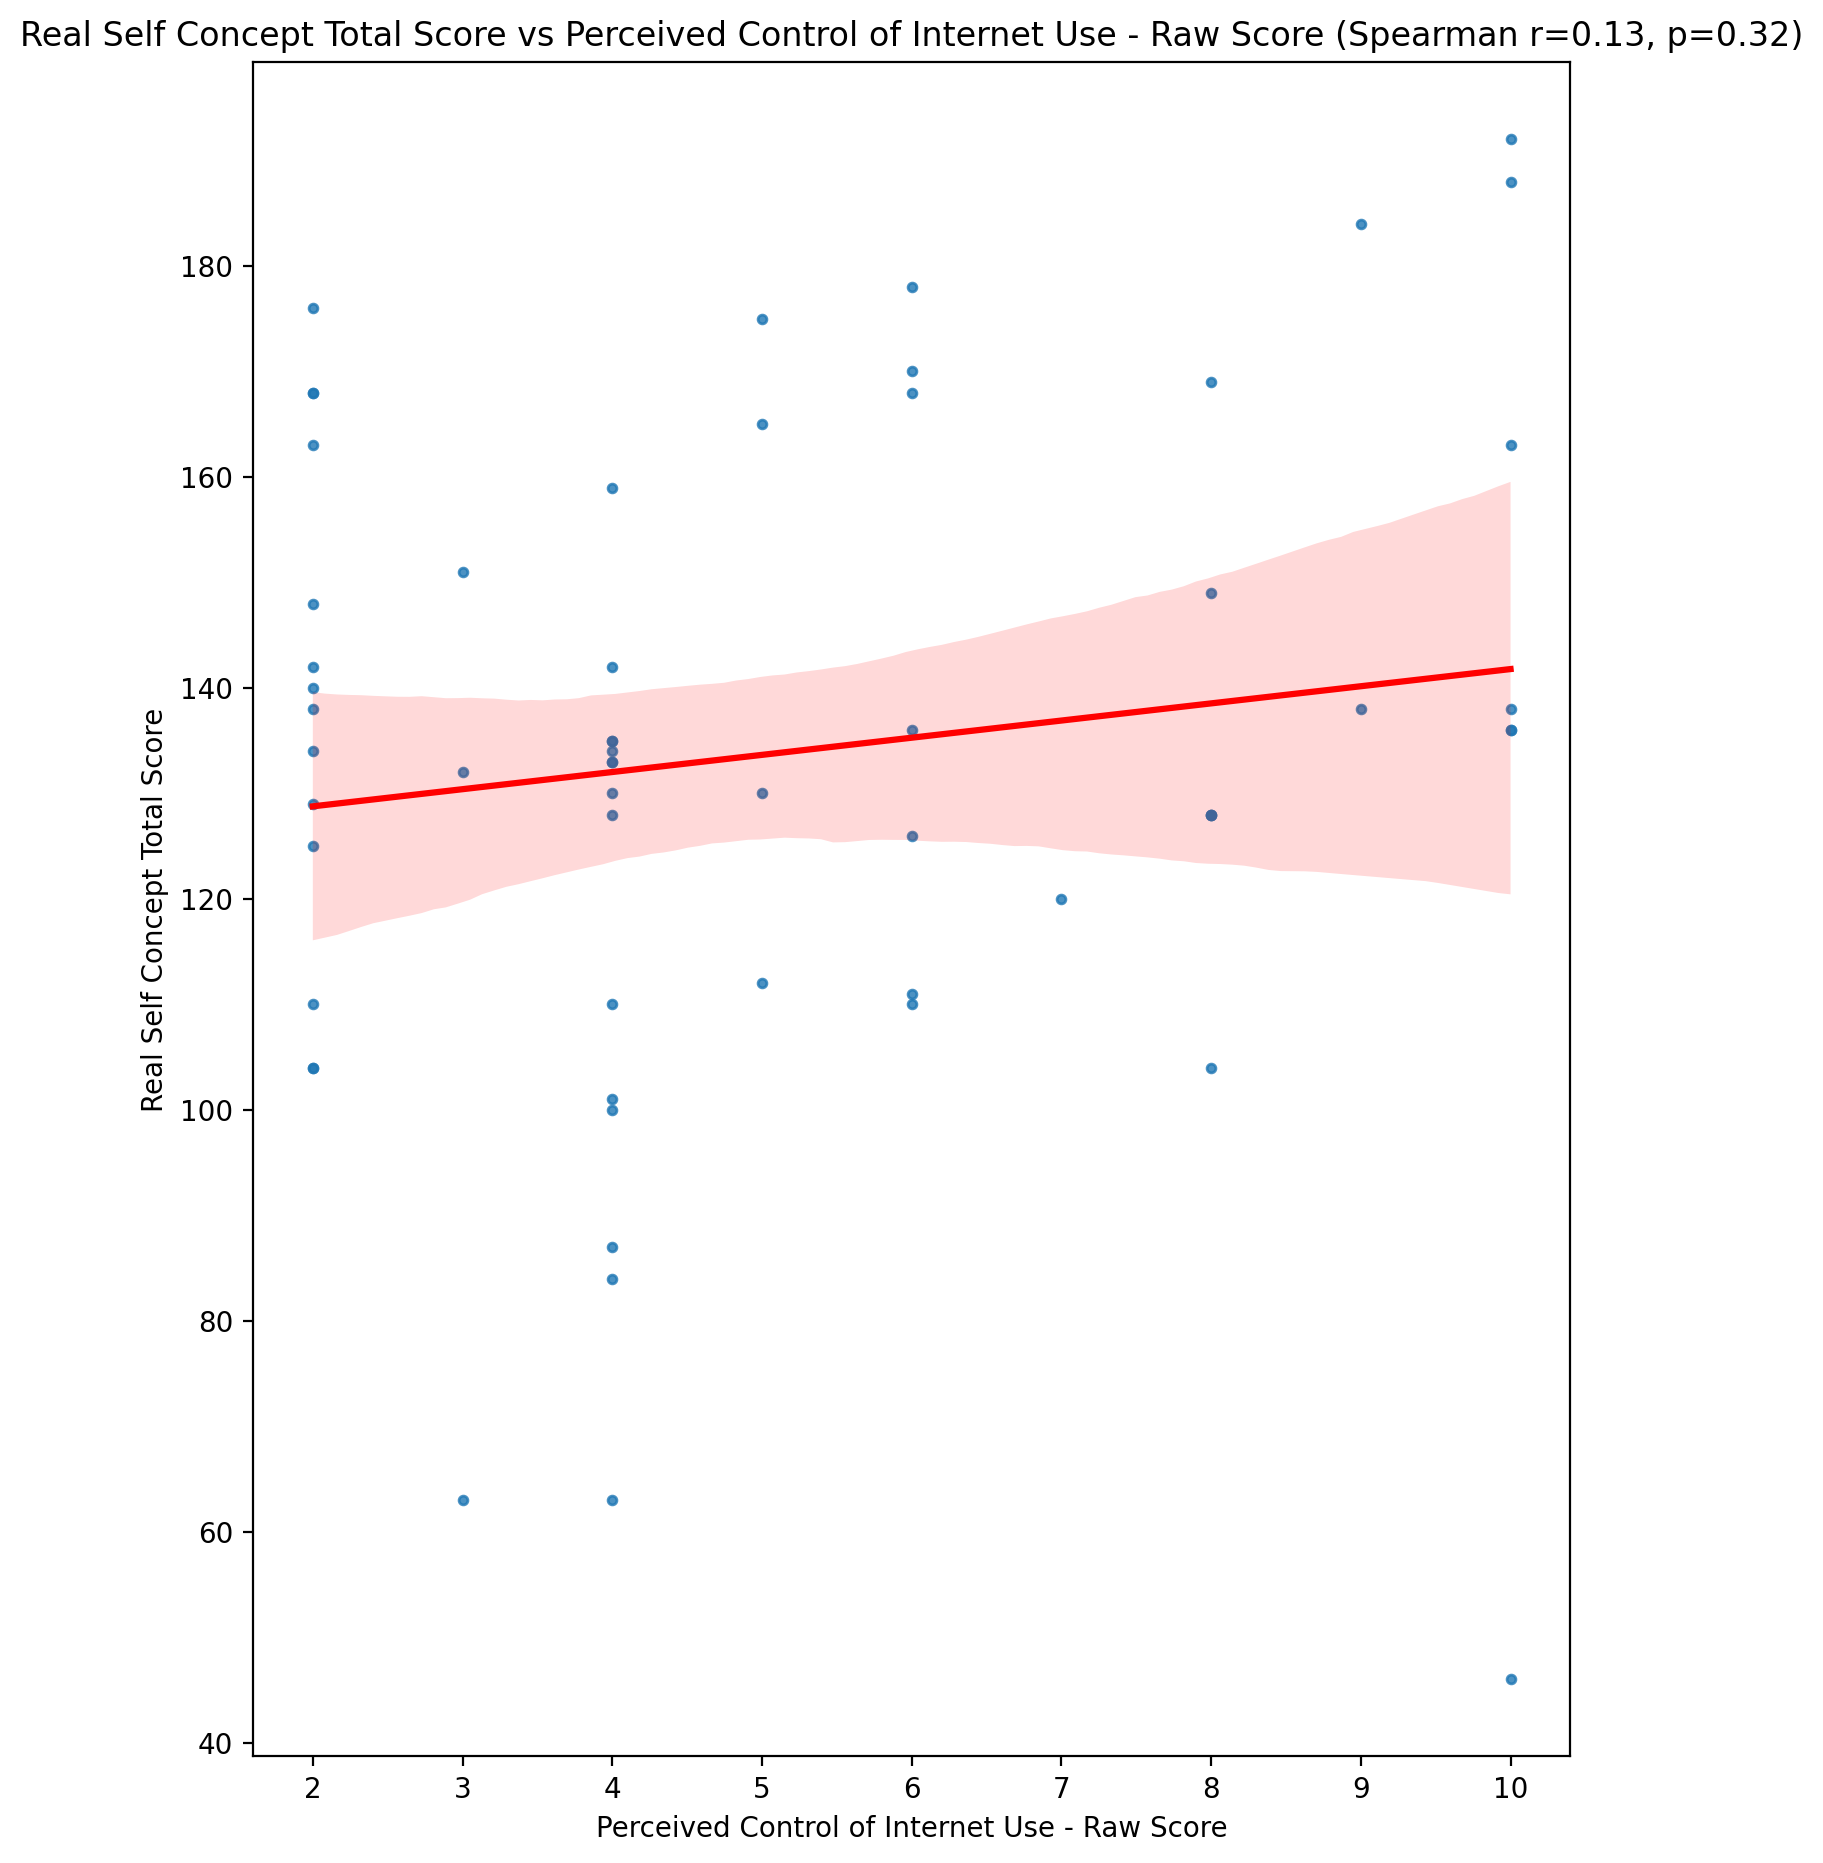 Real Self Concept Total Score vs Perceived Control of Internet Use - Raw Score (Spearman r=0.13, p=0.32)
180
160
140
120
100
80
60
40
Real Self Concept Total Score
2 3 4 5 6 7 8 9 10
Perceived Control of Internet Use - Raw Score